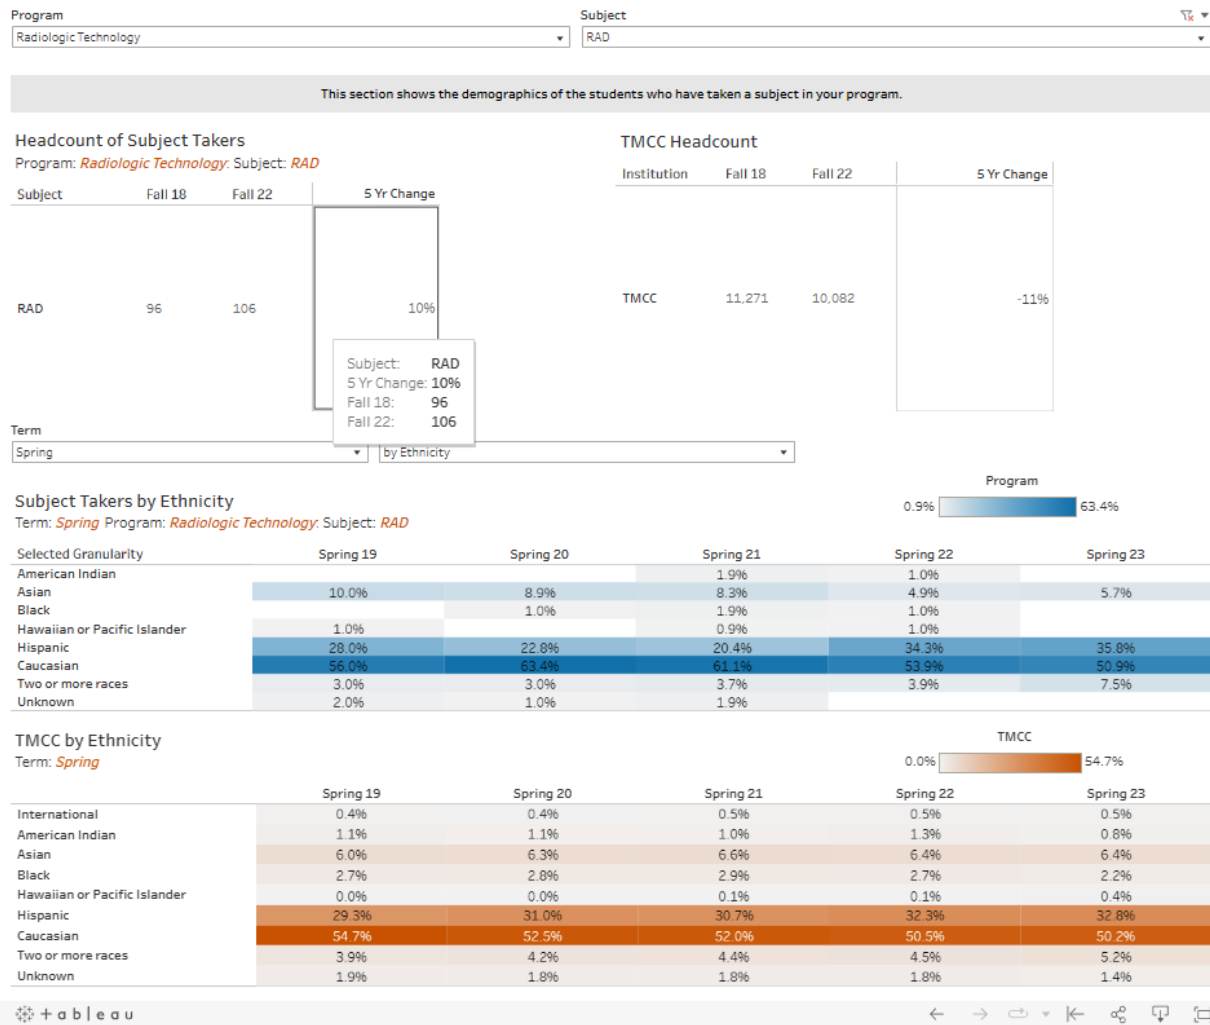 Program Subject
Radiologic Technology RAD
This section shows the demographics of the students who have taken a subject in your program.
Headcount of Subject Takers
Program: Radiologic Technology. Subject: RAD
Subject Fall 18 Fall 22 5 Yr Change
RAD 96 106 10%
TMCC Headcount
Institution Fall 18 Fall 22 5 Yr Change
TMCC 11,271 10,082 -11%
Subject: RAD
5 Yr Change: 10%
Fall 18: 96
Fall 22: 106
Term
Spring by Ethnicity
Program
0.9% 63.4%
Subject Takers by Ethnicity
Term: Spring Program: Radiologic Technology. Subject: RAD
Selected Granularity Spring 19 Spring 20 Spring 21 Spring 22 Spring 23
American Indian 1.9% 1.0%
Asian 10.0% 8.9% 8.3% 4.9% 5.7%
Black 1.0% 1.9% 1.0%
Hawaiian or Pacific Islander 1.0% 0.9% 1.0%
Hispanic 28.0% 22.8% 20.4% 34.3% 35.8%
Caucasian 56.0% 63.4% 61.1% 53.9% 50.9%
Two or more races 3.0% 3.0% 3.7% 3.9% 7.5%
Unknown 2.0% 1.0% 1.9%
TMCC by Ethnicity
Term: Spring
TMCC
0.0% 54.7%
Spring 19 Spring 20 Spring 21 Spring 22 Spring 23
International 0.4% 0.4% 0.5% 0.5% 0.5%
American Indian 1.1% 1.1% 1.0% 1.3% 0.8%
Asian 6.0% 6.3% 6.6% 6.4% 6.4%
Black 2.7% 2.8% 2.9% 2.7% 2.2%
Hawaiian or Pacific Islander 0.0% 0.0% 0.1% 0.1% 0.4%
Hispanic 29.3% 31.0% 30.7% 32.3% 32.8%
Caucasian 54.7% 52.5% 52.0% 50.5% 50.2%
Two or more races 3.9% 4.2% 4.4% 4.5% 5.2%
Unknown 1.9% 1.8% 1.8% 1.8% 1.4%
+ableau